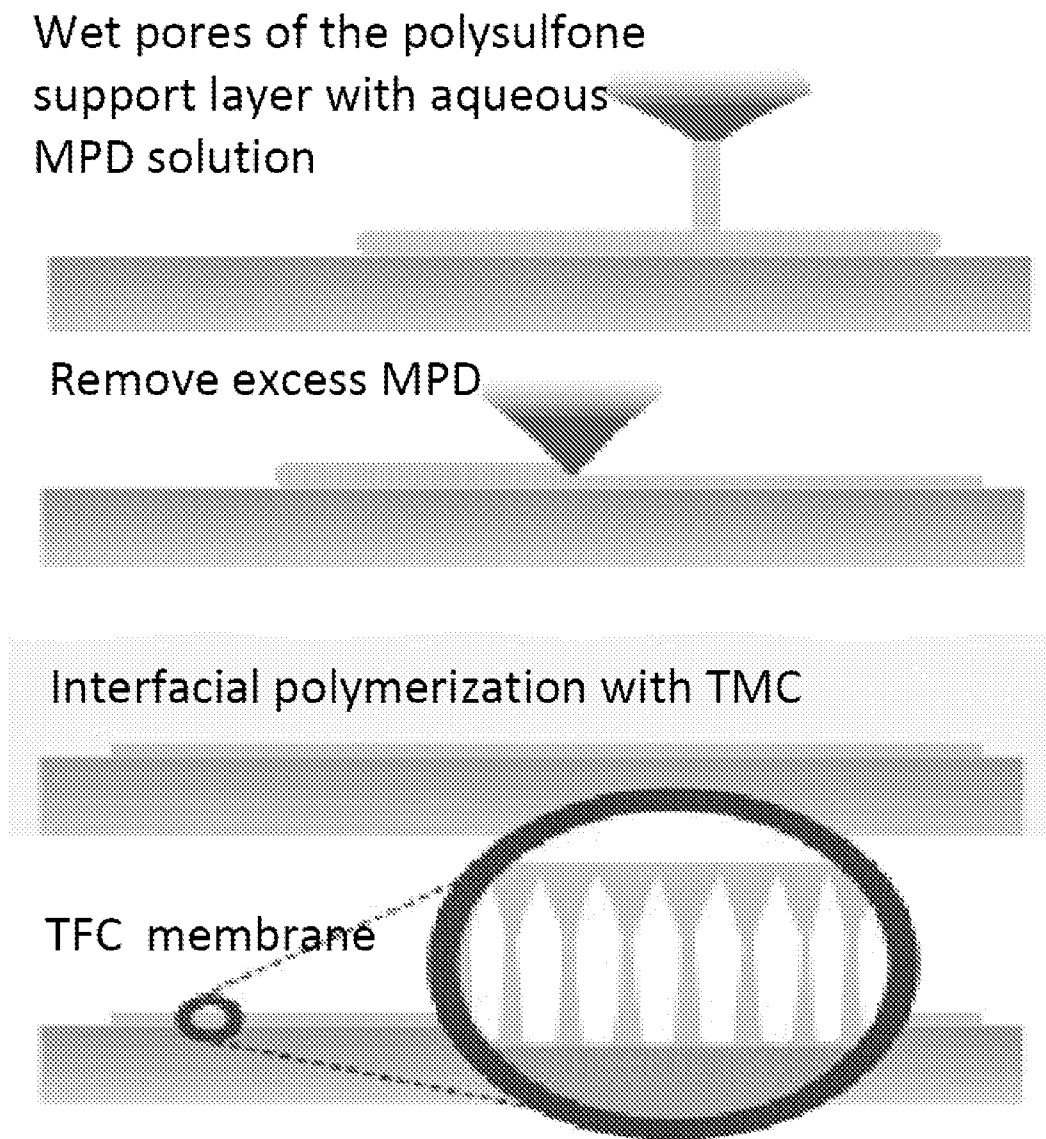 Wet pores of the polysulfone
support layer with aqueous
MPD solution
Remove excess MPD
Interfacial polymerization with TMC
TFC membrane